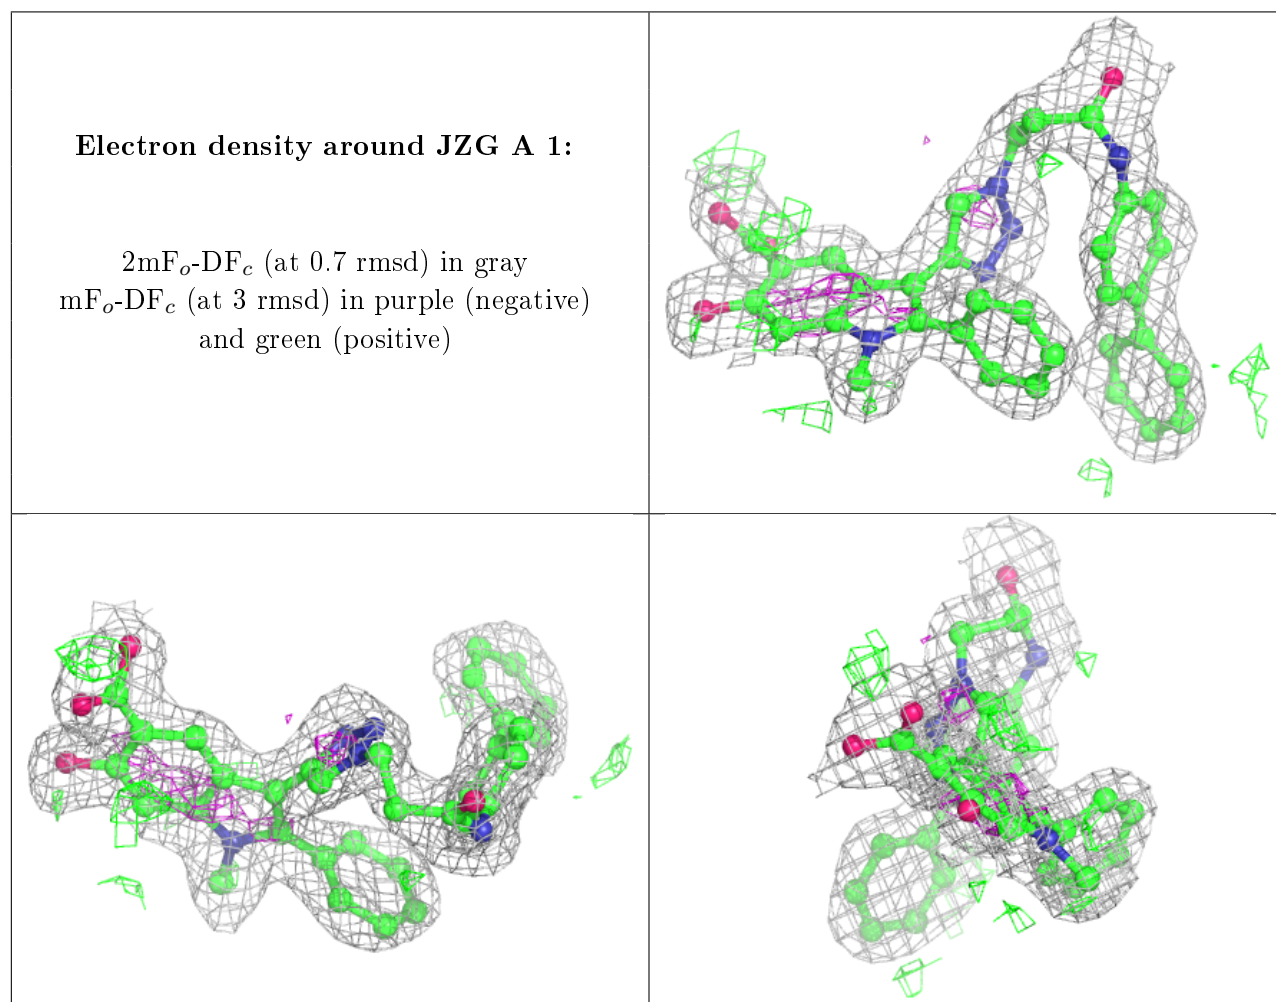 Electron density around JZG A 1:
2mFo-DFc (at 0.7 rmsd) in gray
mFo-DFc (at 3 rmsd) in purple (negative)
and green (positive)